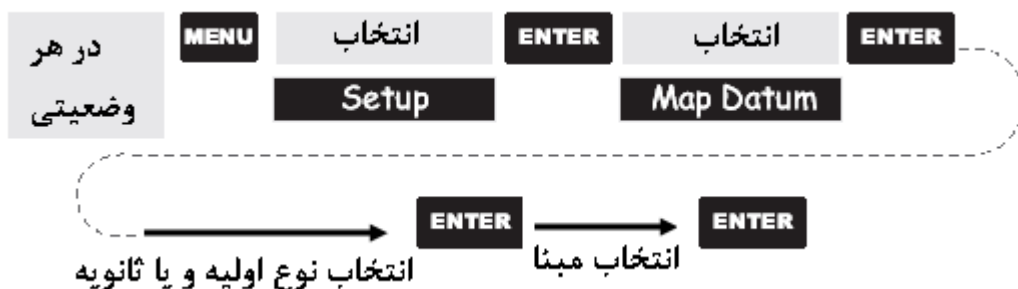 در هر وضعیتی
MENU انتخاب ENTER انتخاب ENTER
Setup Map Datum
ENTER ENTER
انتخاب نوع اولیه و یا ثانویه انتخاب مبنا